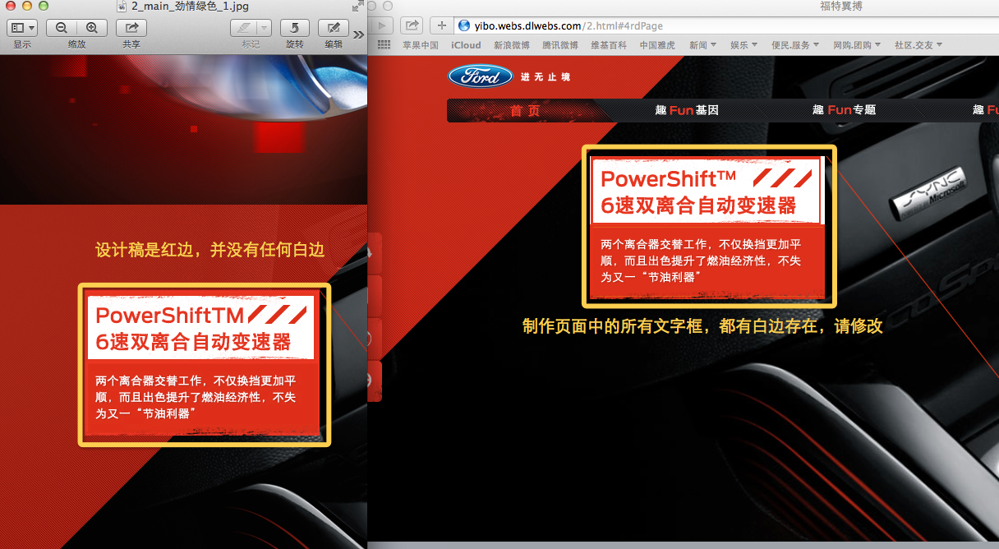 2_main_劲情绿色_1.jpg
显示
缩放
共享
标记
旋转
编辑
设计稿是红边，并没有任何白边
PowerShiftTM
6速双离合自动变速器
两个离合器交替工作，不仅换挡更加平
顺，而且出色提升了燃油经济性，不失
为又一“节油利器”
福特翼搏
yibo.webs.dlwebs.com/2.html#4rdPage
苹果中国
iCloud
新浪微博
腾讯微博
维基百科
中国雅虎
新闻
娱乐
便民.服务
网购.团购
社区.交友
Ford
进无止境
首页
趣Fun基因
趣Fun专题
趣Fu
SYNC
Microsoft
PowerShift™
6速双离合自动变速器
两个离合器交替工作，不仅换挡更加平
顺，而且出色提升了燃油经济性，不失
为又一“节油利器”
制作页面中的所有文字框，都有白边存在，请修改